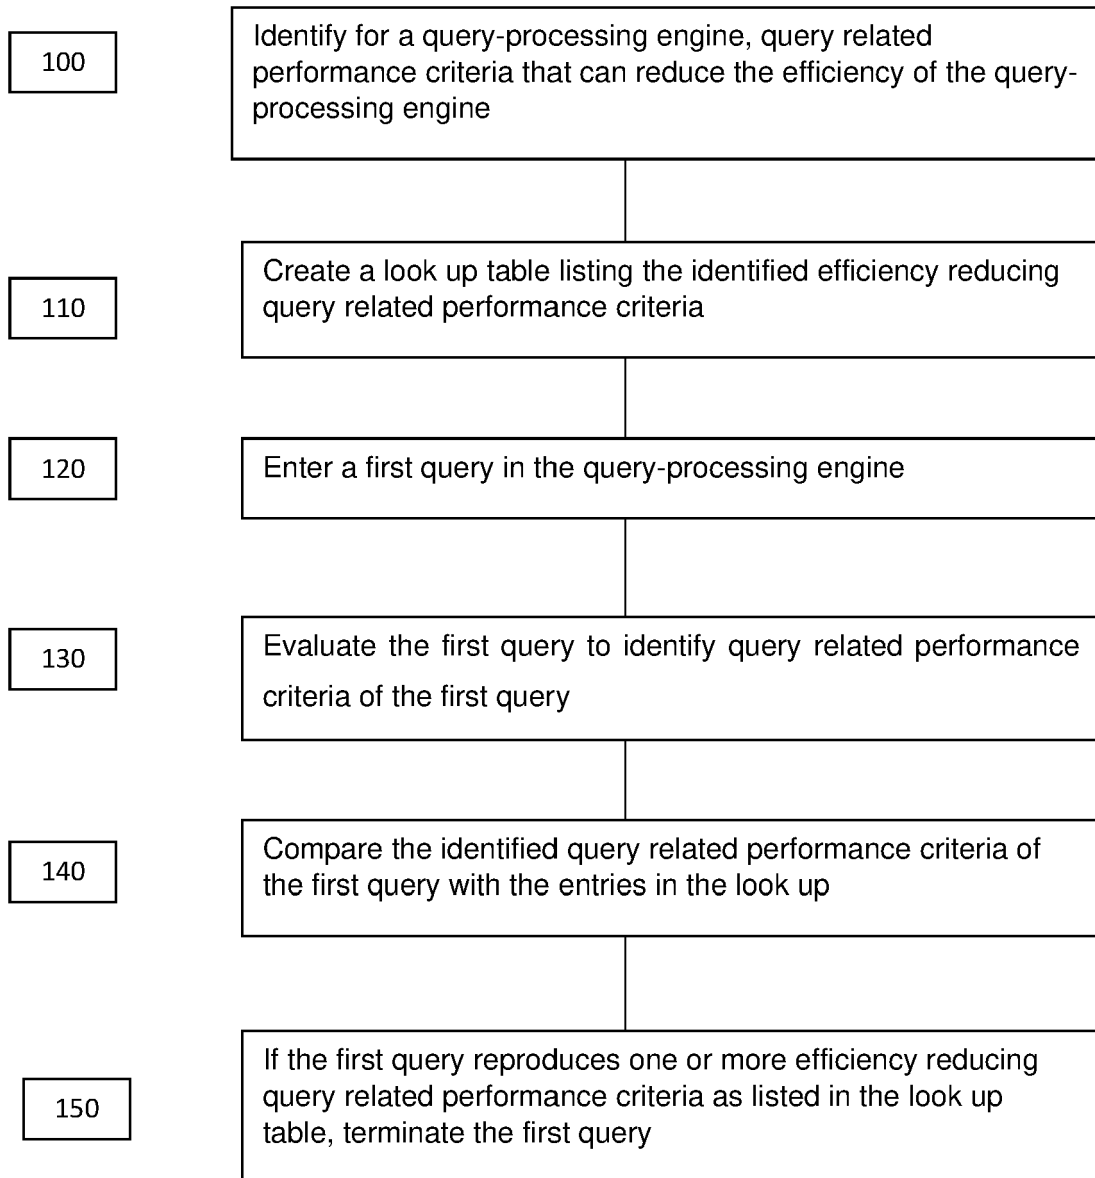 100
Identify for a query-processing engine, query related
performance criteria that can reduce the efficiency of the query-
processing engine
110
Create a look up table listing the identified efficiency reducing
query related performance criteria
120
Enter a first query in the query-processing engine
130
Evaluate the first query to identify query related performance
criteria of the first query
140
Compare the identified query related performance criteria of
the first query with the entries in the look up
150
If the first query reproduces one or more efficiency reducing
query related performance criteria as listed in the look up
table, terminate the first query